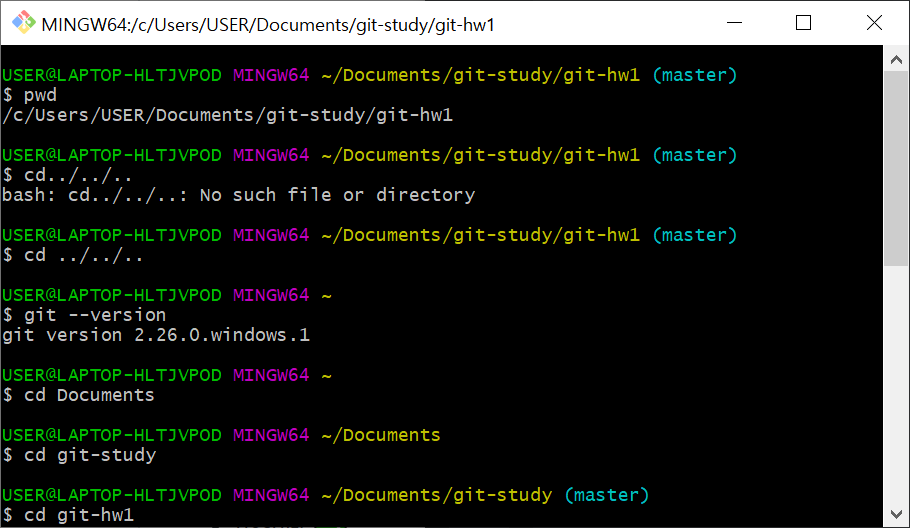 MINGW64:/c/Users/USER/Documents/git-study/git-hw1
USER@LAPTOP-HLTJVPOD MINGW64 ~/Documents/git-study/git-hw1 (master)
$ pwd
/c/Users/USER/Documents/git-study/git-hw1
USER@LAPTOP-HLTJVPOD MINGW64 ~/Documents/git-study/git-hw1 (master)
$ cd../../..
bash: cd../../..: No such file or directory
USER@LAPTOP-HLTJVPOD MINGW64 ~/Documents/git-study/git-hw1 (master)
$ cd ../../..
USER@LAPTOP-HLTJVPOD MINGW64 ~
$ git --version
git version 2.26.0.windows.1
USER@LAPTOP-HLTJVPOD MINGW64 ~
$ cd Documents
USER@LAPTOP-HLTJVPOD MINGW64 ~/Documents
$ cd git-study
USER@LAPTOP-HLTJVPOD MINGW64 ~/Documents/git-study (master)
$ cd git-hw1